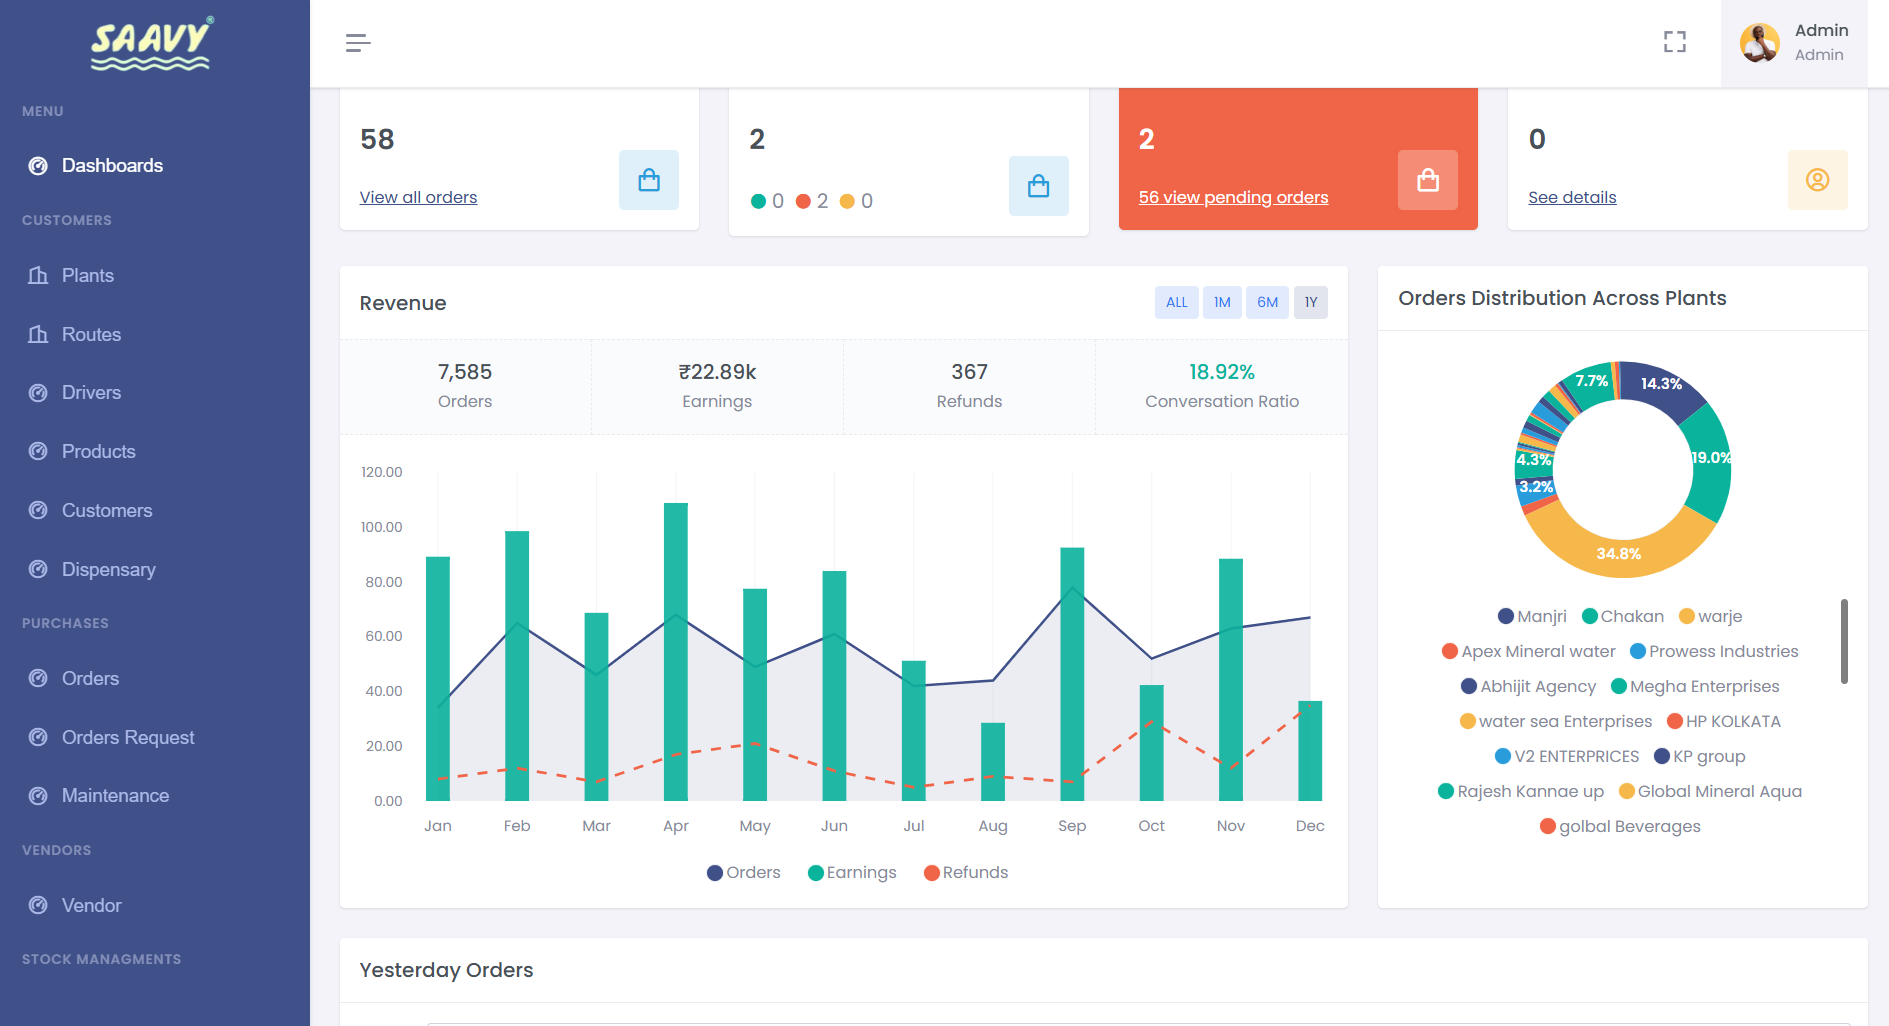 SAAVY
®
MENU
Dashboards
CUSTOMERS
Plants
Routes
Drivers
Products
Customers
Dispensary
PURCHASES
Orders
Orders Request
Maintenance
VENDORS
Vendor
STOCK MANAGMENTS
Admin
Admin
58
View all orders
2
0 2 0
2
56 view pending orders
0
See details
Revenue
ALL 1M 6M 1Y
7,585
Orders
₹22.89k
Earnings
367
Refunds
18.92%
Conversation Ratio
120.00
100.00
80.00
60.00
40.00
20.00
0.00
Jan Feb Mar Apr May Jun Jul Aug Sep Oct Nov Dec
Orders Earnings Refunds
Orders Distribution Across Plants
7.7% 14.3%
4.3% 19.0%
3.2%
34.8%
Manjri Chakan warje
Apex Mineral water Prowess Industries
Abhijit Agency Megha Enterprises
water sea Enterprises HP KOLKATA
V2 ENTERPRICES KP group
Rajesh Kannae up Global Mineral Aqua
golbal Beverages
Yesterday Orders